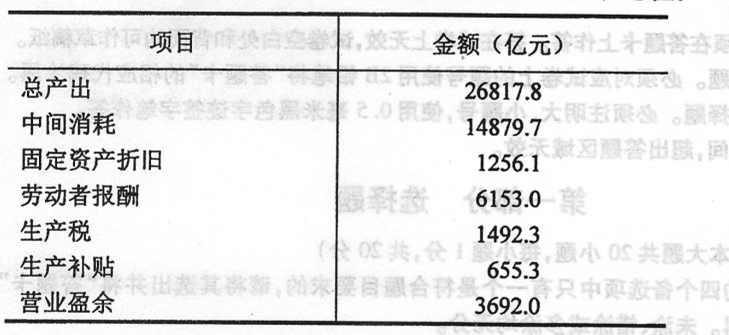 项目 金额（亿元）
总产出 26817.8
中间消耗 14879.7
固定资产折旧 1256.1
劳动者报酬 6153.0
生产税 1492.3
生产补贴 655.3
营业盈余 3692.0